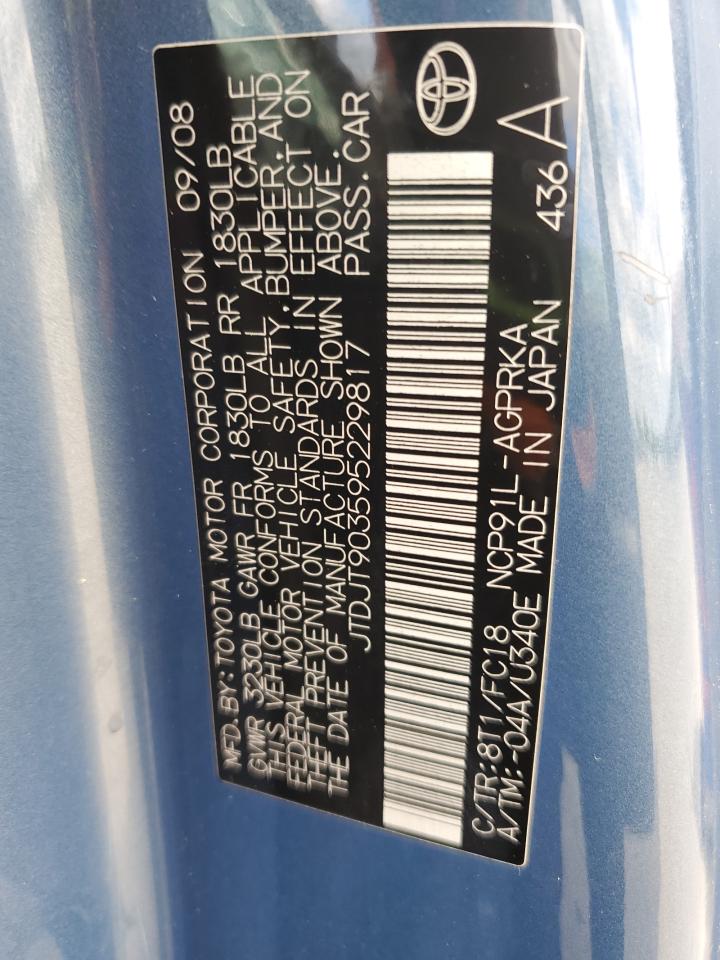 MFD.BY:TOYOTA MOTOR CORPORATION 09/08
GVWR 3230LB GAWR FR 1830LB RR 1830LB
THIS VEHICLE CONFORMS TO ALL APPLICABLE
FEDERAL MOTOR VEHICLE SAFETY,BUMPER,AND
THEFT PREVENTION STANDARDS IN EFFECT ON
THE DATE OF MANUFACTURE SHOWN ABOVE.
JTDJT903595229817 PASS.CAR
C/TR:8T1/FC18 NCP91L-AGPRKA 436 A
A/TM:-04A/U340E MADE IN JAPAN